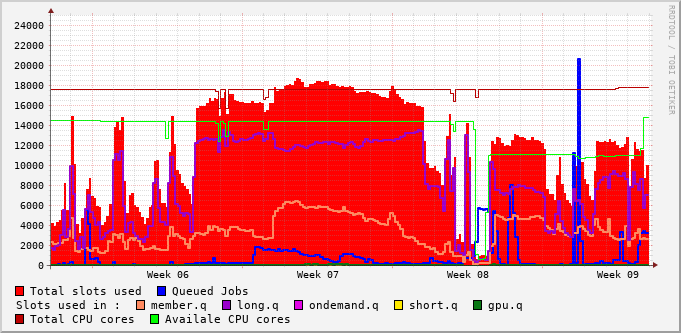 RRDTOOL / TOBI OETIKER
24000
22000
20000
18000
16000
14000
12000
10000
8000
6000
4000
2000
0
Week 06 Week 07 Week 08 Week 09
Total slots used Queued Jobs
Slots used in : member.q long.q ondemand.q short.q gpu.q
Total CPU cores Availale CPU cores